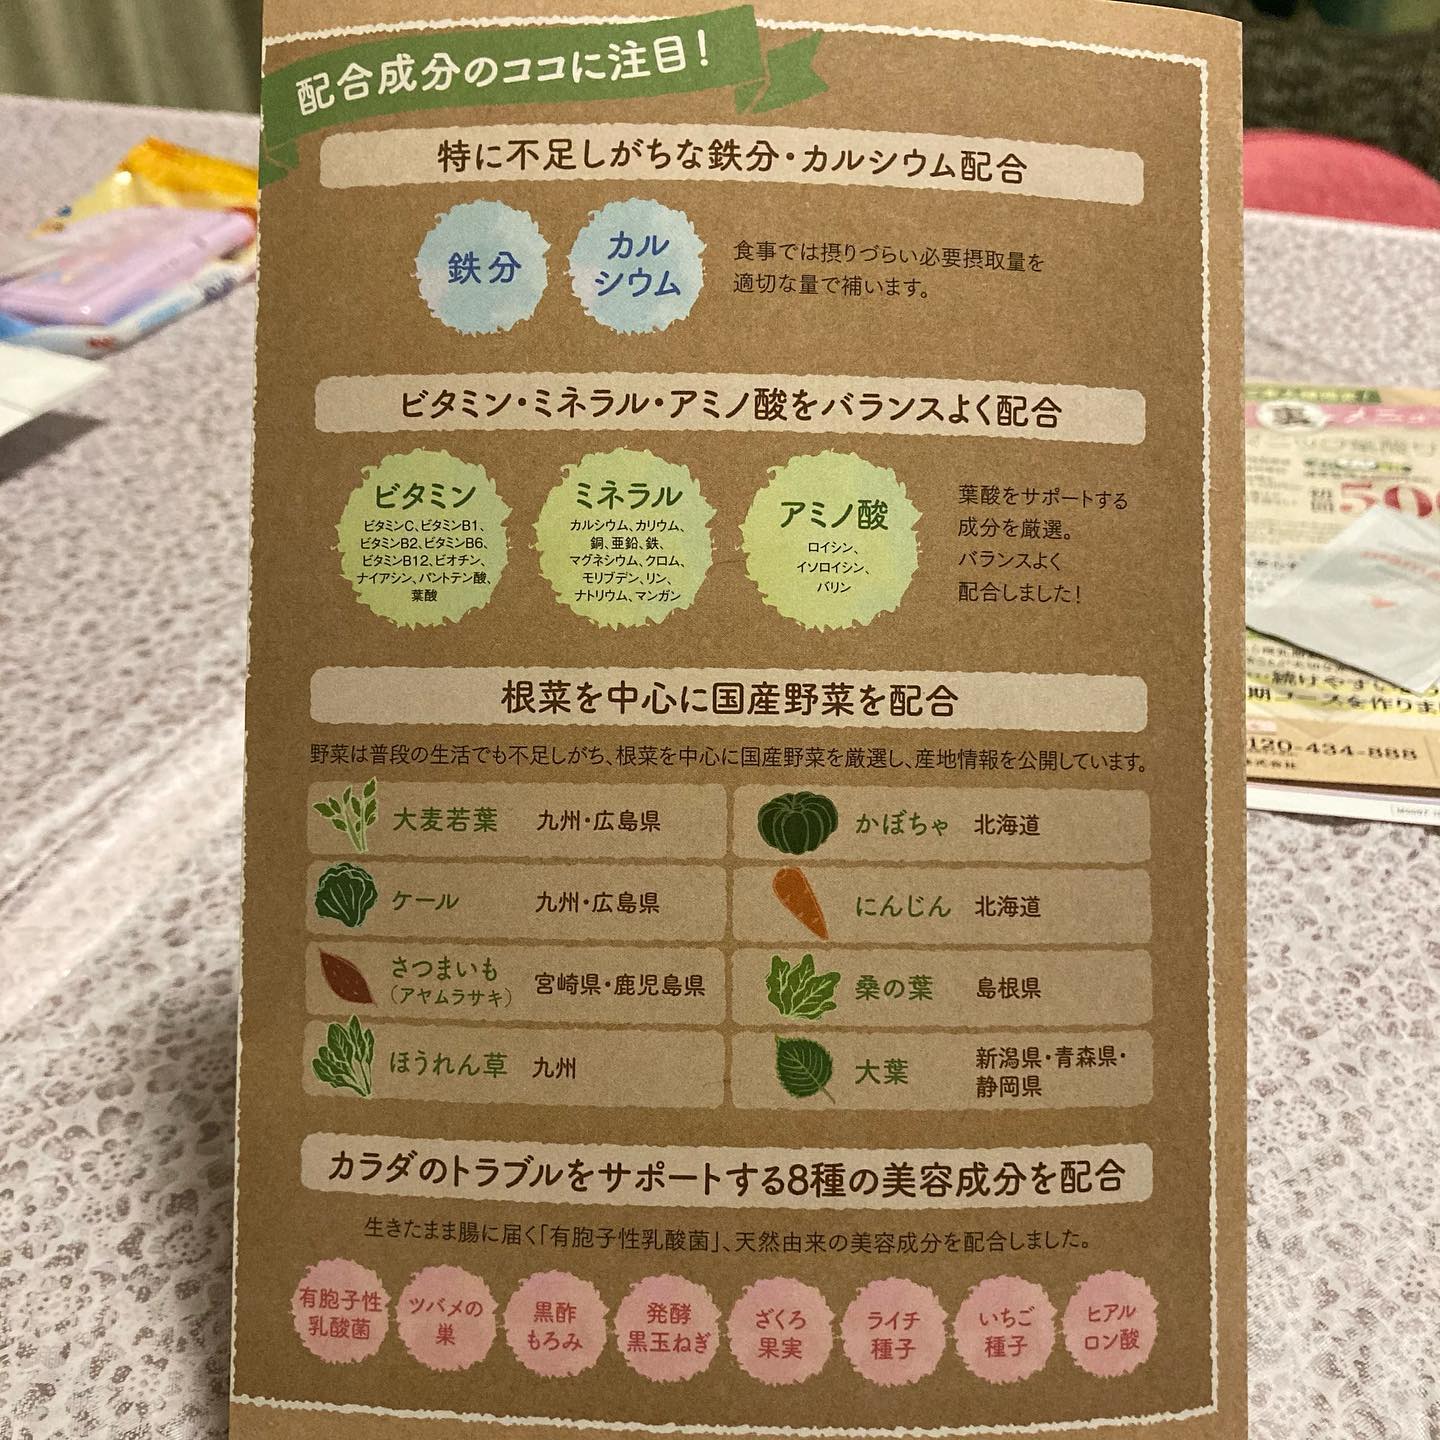 配合成分のココに注目!
特に不足しがちな鉄分・カルシウム配合
鉄分
カル
シウム
食事では摂りづらい必要摂取量を
適切な量で補います。
ビタミン・ミネラル・アミノ酸をバランスよく配合
ビタミン
ビタミンC、ビタミンB1、
ビタミンB2、ビタミンB6、
ビタミンB12、ビオチン、
ナイアシン、パントテン酸、
葉酸
ミネラル
カルシウム、カリウム、
銅、亜鉛、鉄、
マグネシウム、クロム、
モリブデン、リン、
ナトリウム、マンガン
アミノ酸
ロイシン、
イソロイシン、
バリン
葉酸をサポートする
成分を厳選。
バランスよく
配合しました!
根菜を中心に国産野菜を配合
野菜は普段の生活でも不足しがち、根菜を中心に国産野菜を厳選し、産地情報を公開しています。
大麦若葉 九州・広島県
ケール 九州・広島県
さつまいも
(アヤムラサキ) 宮崎県・鹿児島県
ほうれん草 九州
かぼちゃ 北海道
にんじん 北海道
桑の葉 島根県
大葉 新潟県・青森県・
静岡県
カラダのトラブルをサポートする8種の美容成分を配合
生きたまま腸に届く「有胞子性乳酸菌」、天然由来の美容成分を配合しました。
有胞子性
乳酸菌
ツバメの
巣
黒酢
もろみ
発酵
黒玉ねぎ
ざくろ
果実
ライチ
種子
いちご
種子
ヒアル
ロン酸
裏
120-434-888
株式会社